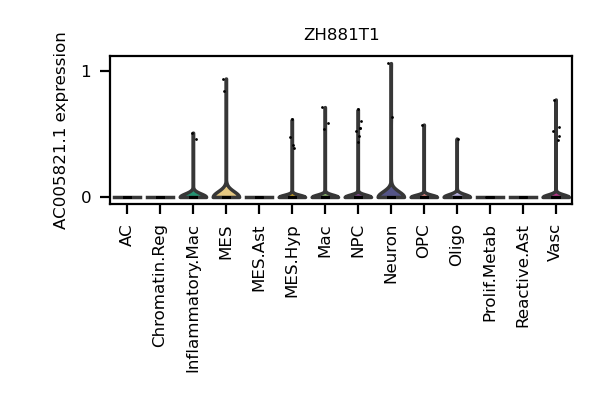 ZH881T1
AC005821.1 expression
1
0
AC
Chromatin.Reg
Inflammatory.Mac
MES
MES.Ast
MES.Hyp
Mac
NPC
Neuron
OPC
Oligo
Prolif.Metab
Reactive.Ast
Vasc